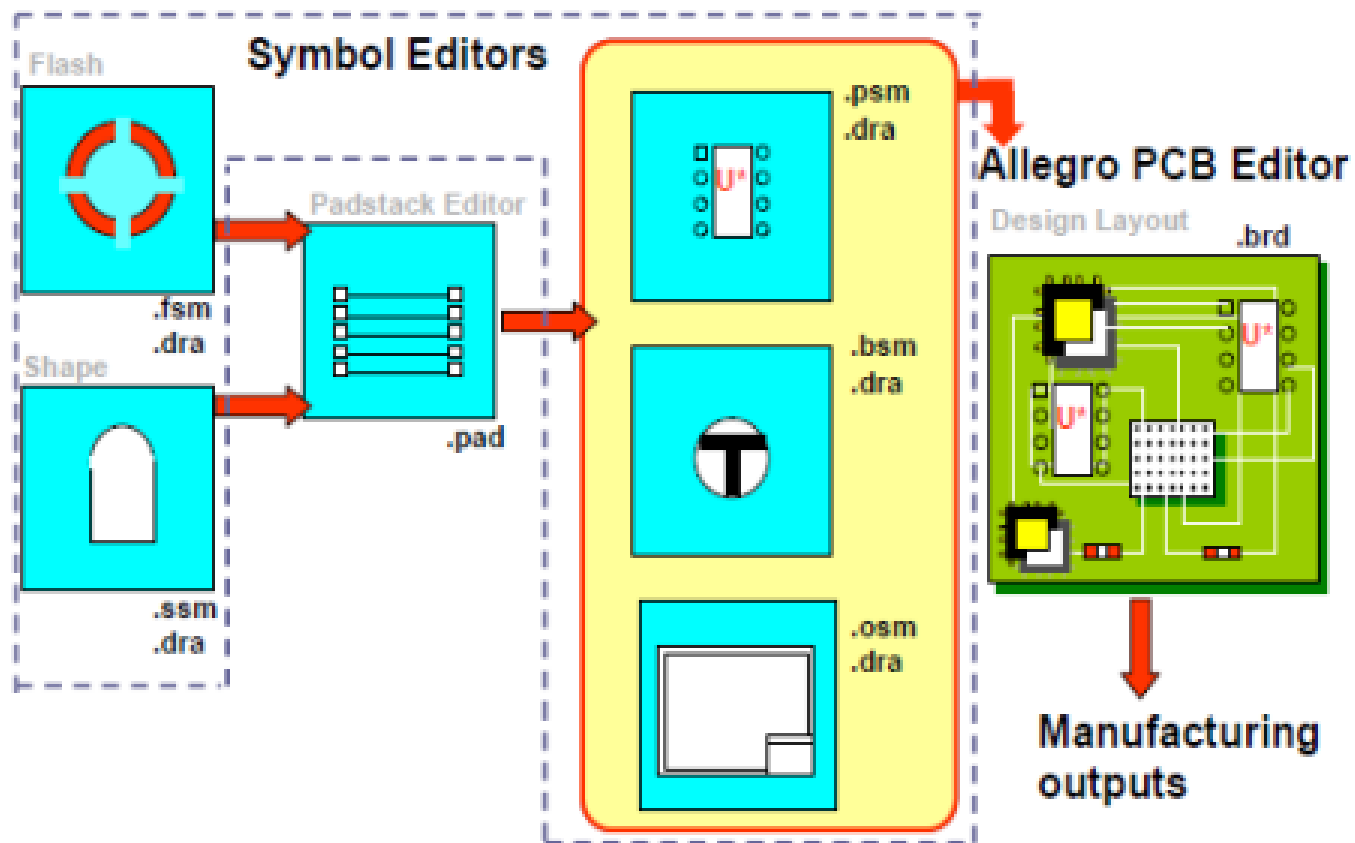 Symbol Editors
Flash
.fsm
.dra
Shape
.ssm
.dra
Padstack Editor
.pad
.psm
.dra
U*
.bsm
.dra
T
.osm
.dra
Allegro PCB Editor
Design Layout
.brd
U*
U*
Manufacturing
outputs